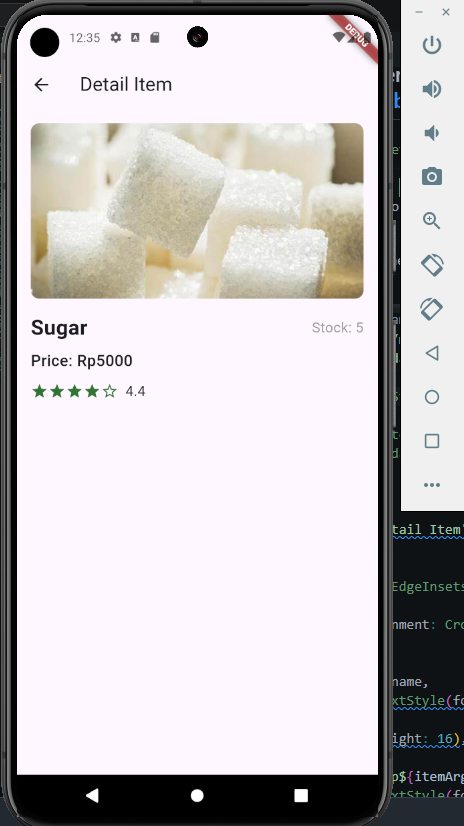 12:35
DEBUG
Detail Item
Sugar
Stock: 5
Price: Rp5000
4.4
tail Item'
EdgeInsets
nment: Cro
name,
xtStyle(fo
ight: 16),
p${itemArg
xtStyle(fo